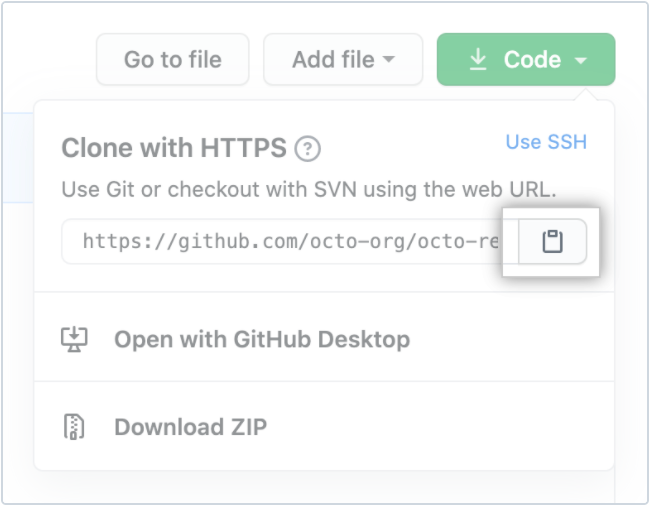 Go to file
Add file
Code
Clone with HTTPS
Use SSH
Use Git or checkout with SVN using the web URL.
https://github.com/octo-org/octo-re
Open with GitHub Desktop
Download ZIP